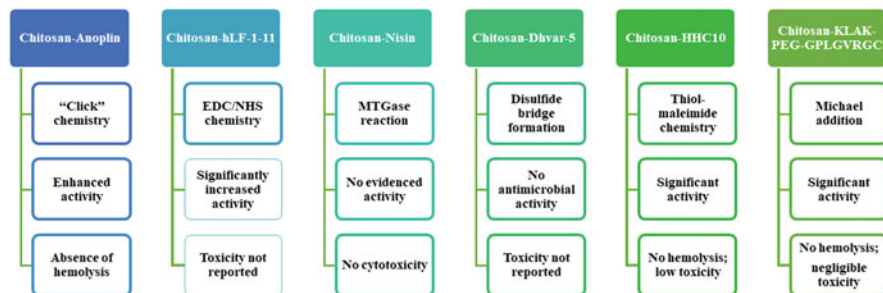 Chitosan-Anoplin
"Click"
chemistry
Enhanced
activity
Absence of
hemolysis
Chitosan-hLF-1-11
EDC/NHS
chemistry
Significantly
increased
activity
Toxicity not
reported
Chitosan-Nisin
MTGase
reaction
No evidenced
activity
No cytotoxicity
Chitosan-Dhvar-5
Disulfide
bridge
formation
No
antimicrobial
activity
Toxicity not
reported
Chitosan-HHC10
Thiol-
maleimide
chemistry
Significant
activity
No hemolysis;
low toxicity
Chitosan-KLAK-
PEG-GPLGVRGC
Michael
addition
Significant
activity
No hemolysis;
negligible
toxicity